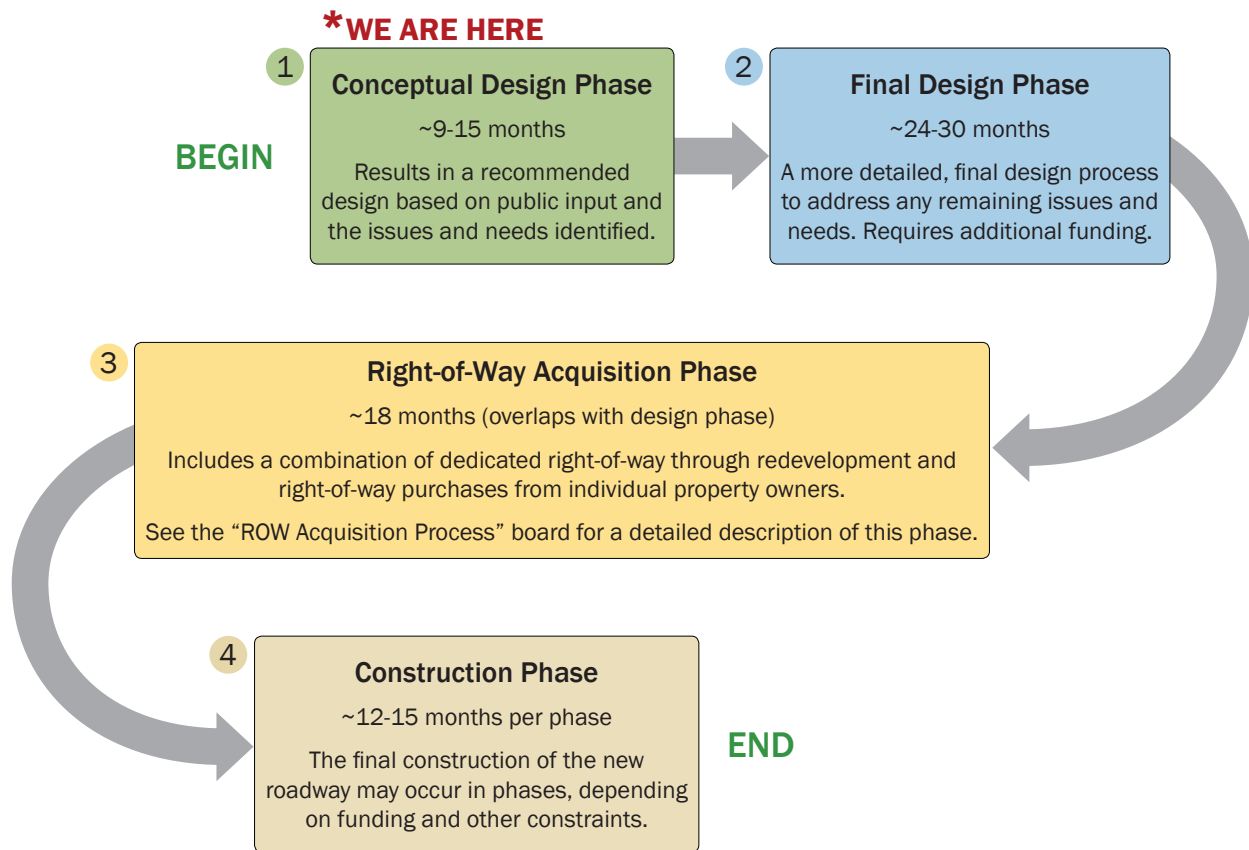 *WE ARE HERE
1
Conceptual Design Phase
~9-15 months
Results in a recommended
design based on public input and
the issues and needs identified.
BEGIN
2
Final Design Phase
~24-30 months
A more detailed, final design process
to address any remaining issues and
needs. Requires additional funding.
3
Right-of-Way Acquisition Phase
~18 months (overlaps with design phase)
Includes a combination of dedicated right-of-way through redevelopment and
right-of-way purchases from individual property owners.
See the “ROW Acquisition Process” board for a detailed description of this phase.
4
Construction Phase
~12-15 months per phase
The final construction of the new
roadway may occur in phases, depending
on funding and other constraints.
END